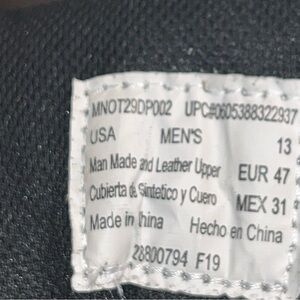 MNOT29DP002 UPC#0605388322937
USA MEN'S 13
Man Made and Leather Upper EUR 47
Cubierta de Sintetico y Cuero MEX 31
Made in China Hecho en China
28800794 F19